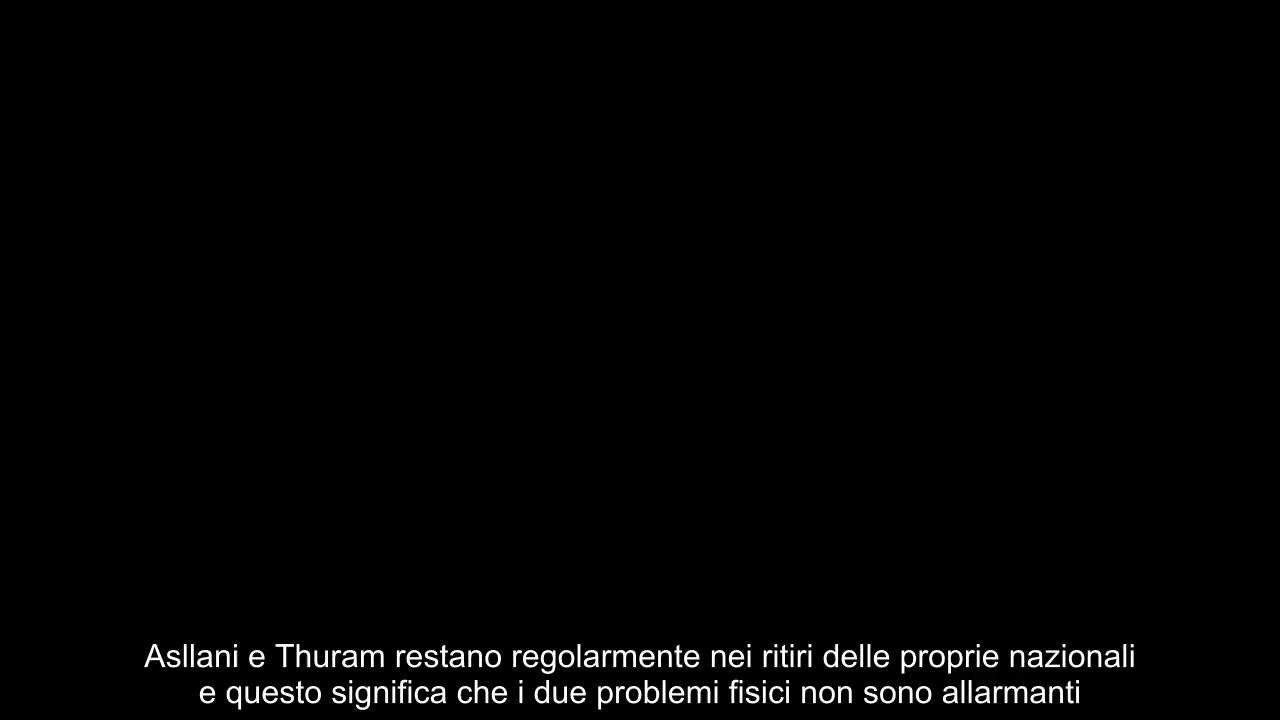 Asllani e Thuram restano regolarmente nei ritiri delle proprie nazionali
e questo significa che i due problemi fisici non sono allarmanti